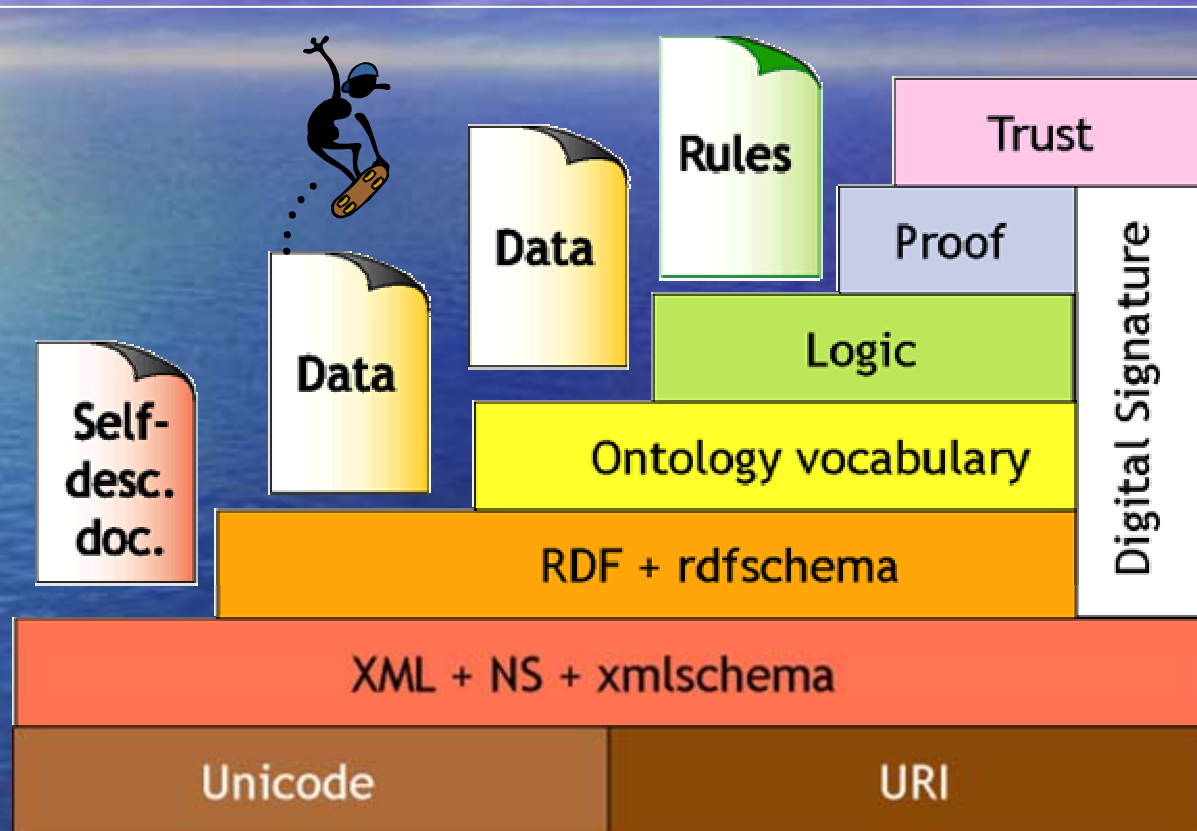 Trust
Rules
Proof
Data
Digital Signature
Logic
Data
Self-
desc.
doc.
Ontology vocabulary
RDF + rdfschema
XML + NS + xmlschema
Unicode
URI